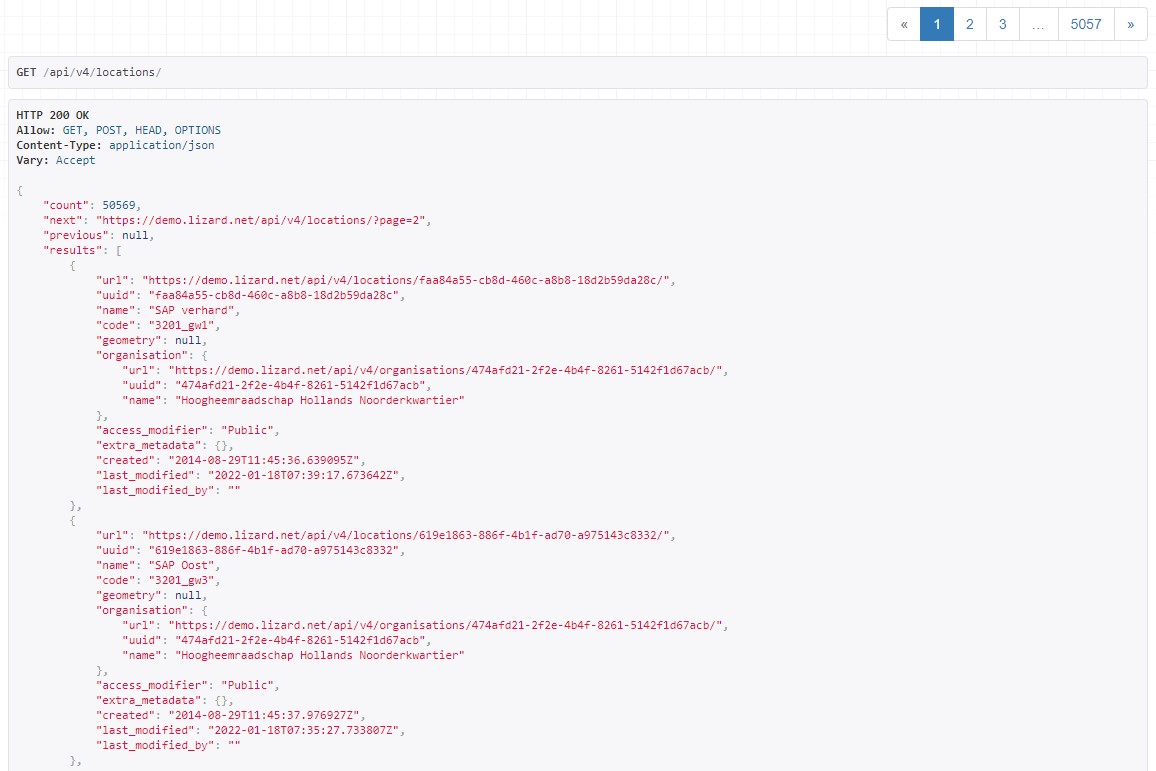 « 1 2 3 … 5057 »
GET /api/v4/locations/
HTTP 200 OK
Allow: GET, POST, HEAD, OPTIONS
Content-Type: application/json
Vary: Accept
{
    "count": 50569,
    "next": "https://demo.lizard.net/api/v4/locations/?page=2",
    "previous": null,
    "results": [
        {
            "url": "https://demo.lizard.net/api/v4/locations/faa84a55-cb8d-460c-a8b8-18d2b59da28c/",
            "uuid": "faa84a55-cb8d-460c-a8b8-18d2b59da28c",
            "name": "SAP verhard",
            "code": "3201_gw1",
            "geometry": null,
            "organisation": {
                "url": "https://demo.lizard.net/api/v4/organisations/474afd21-2f2e-4b4f-8261-5142f1d67acb/",
                "uuid": "474afd21-2f2e-4b4f-8261-5142f1d67acb",
                "name": "Hoogheemraadschap Hollands Noorderkwartier"
            },
            "access_modifier": "Public",
            "extra_metadata": {},
            "created": "2014-08-29T11:45:36.639095Z",
            "last_modified": "2022-01-18T07:39:17.673642Z",
            "last_modified_by": ""
        },
        {
            "url": "https://demo.lizard.net/api/v4/locations/619e1863-886f-4b1f-ad70-a975143c8332/",
            "uuid": "619e1863-886f-4b1f-ad70-a975143c8332",
            "name": "SAP Oost",
            "code": "3201_gw3",
            "geometry": null,
            "organisation": {
                "url": "https://demo.lizard.net/api/v4/organisations/474afd21-2f2e-4b4f-8261-5142f1d67acb/",
                "uuid": "474afd21-2f2e-4b4f-8261-5142f1d67acb",
                "name": "Hoogheemraadschap Hollands Noorderkwartier"
            },
            "access_modifier": "Public",
            "extra_metadata": {},
            "created": "2014-08-29T11:45:37.976927Z",
            "last_modified": "2022-01-18T07:35:27.733807Z",
            "last_modified_by": ""
        },